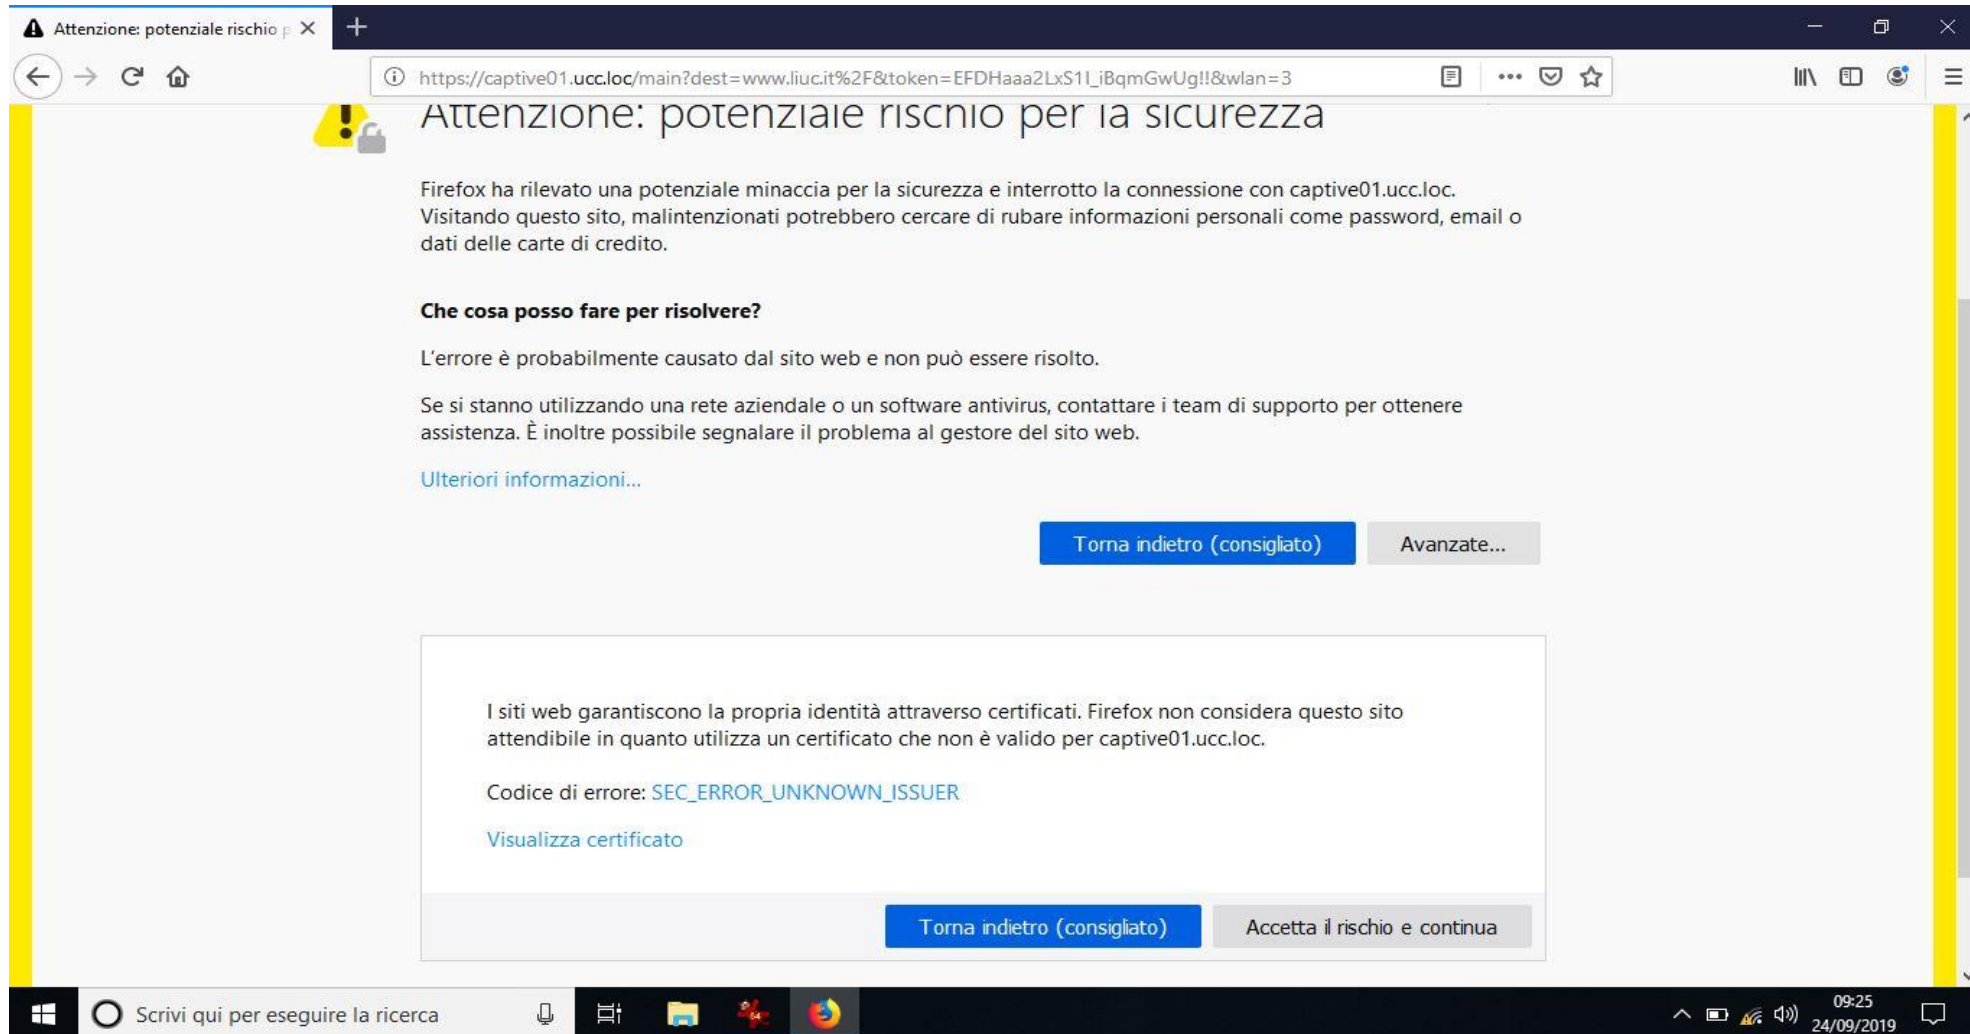 Attenzione: potenziale rischio p
https://captive01.ucc.loc/main?dest=www.liuc.it%2F&token=EFDHaaa2LxS1I_iBqmGwUg!!&wlan=3
Attenzione: potenziale rischio per la sicurezza
Firefox ha rilevato una potenziale minaccia per la sicurezza e interrotto la connessione con captive01.ucc.loc.
Visitando questo sito, malintenzionati potrebbero cercare di rubare informazioni personali come password, email o
dati delle carte di credito.
Che cosa posso fare per risolvere?
L'errore è probabilmente causato dal sito web e non può essere risolto.
Se si stanno utilizzando una rete aziendale o un software antivirus, contattare i team di supporto per ottenere
assistenza. È inoltre possibile segnalare il problema al gestore del sito web.
Ulteriori informazioni...
Torna indietro (consigliato)
Avanzate...
I siti web garantiscono la propria identità attraverso certificati. Firefox non considera questo sito
attendibile in quanto utilizza un certificato che non è valido per captive01.ucc.loc.
Codice di errore: SEC_ERROR_UNKNOWN_ISSUER
Visualizza certificato
Torna indietro (consigliato)
Accetta il rischio e continua
Scrivi qui per eseguire la ricerca
64
09:25
24/09/2019